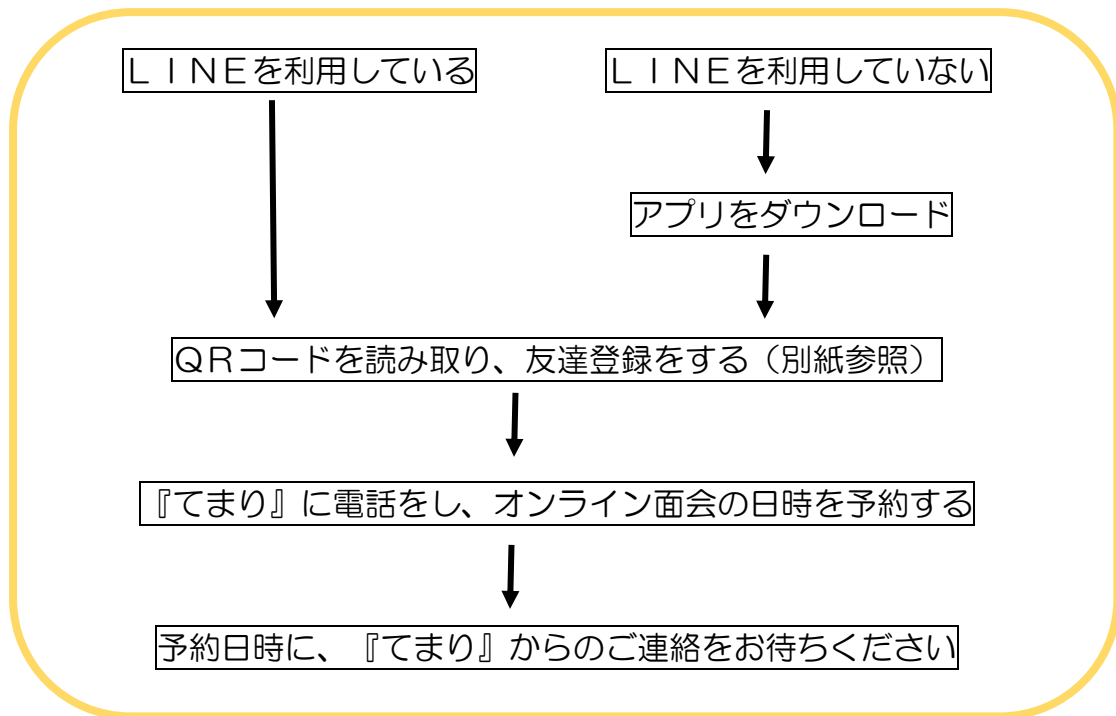 ＬＩＮＥを利用している
ＬＩＮＥを利用していない
アプリをダウンロード
ＱＲコードを読み取り、友達登録をする（別紙参照）
『てまり』に電話をし、オンライン面会の日時を予約する
予約日時に、『てまり』からのご連絡をお待ちください